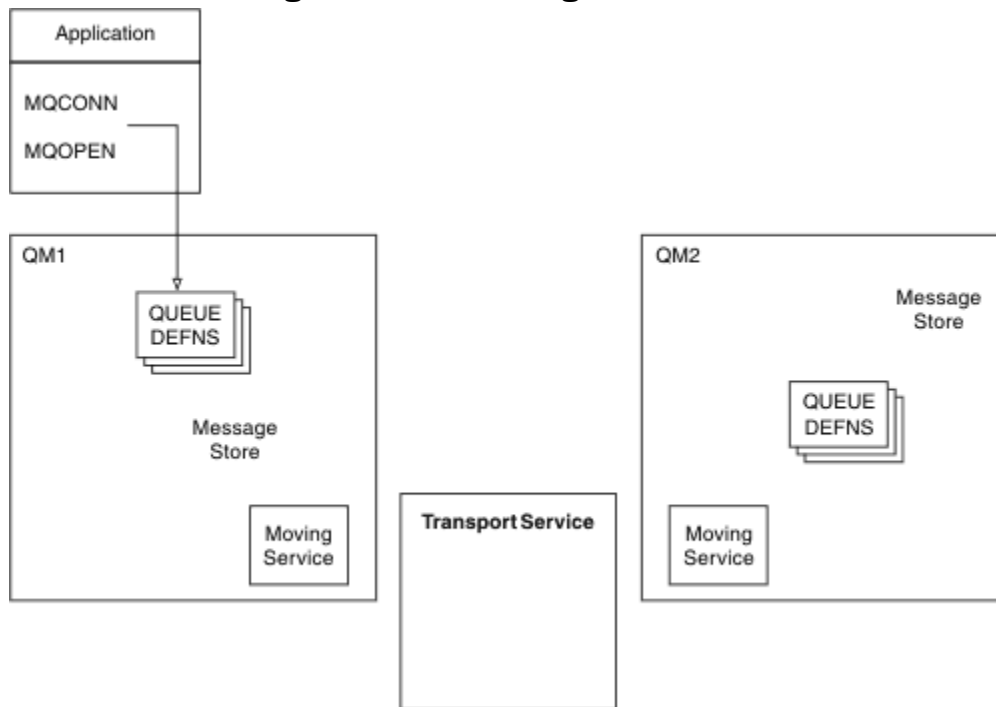 Application
MQCONN
MQOPEN
QM1
QUEUE
DEFNS
Message
Store
Moving
Service
Transport Service
QM2
Message
Store
QUEUE
DEFNS
Moving
Service